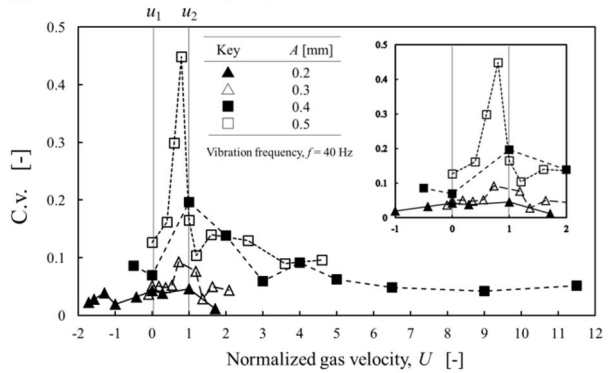 u1 u2
0.5
0.4
0.3
0.2
0.1
0
C.v. [-]
Key A [mm]
0.2
0.3
0.4
0.5
Vibration frequency, f = 40 Hz
0.5
0.4
0.3
0.2
0.1
0
-1 0 1 2
-2 -1 0 1 2 3 4 5 6 7 8 9 10 11 12
Normalized gas velocity, U [-]